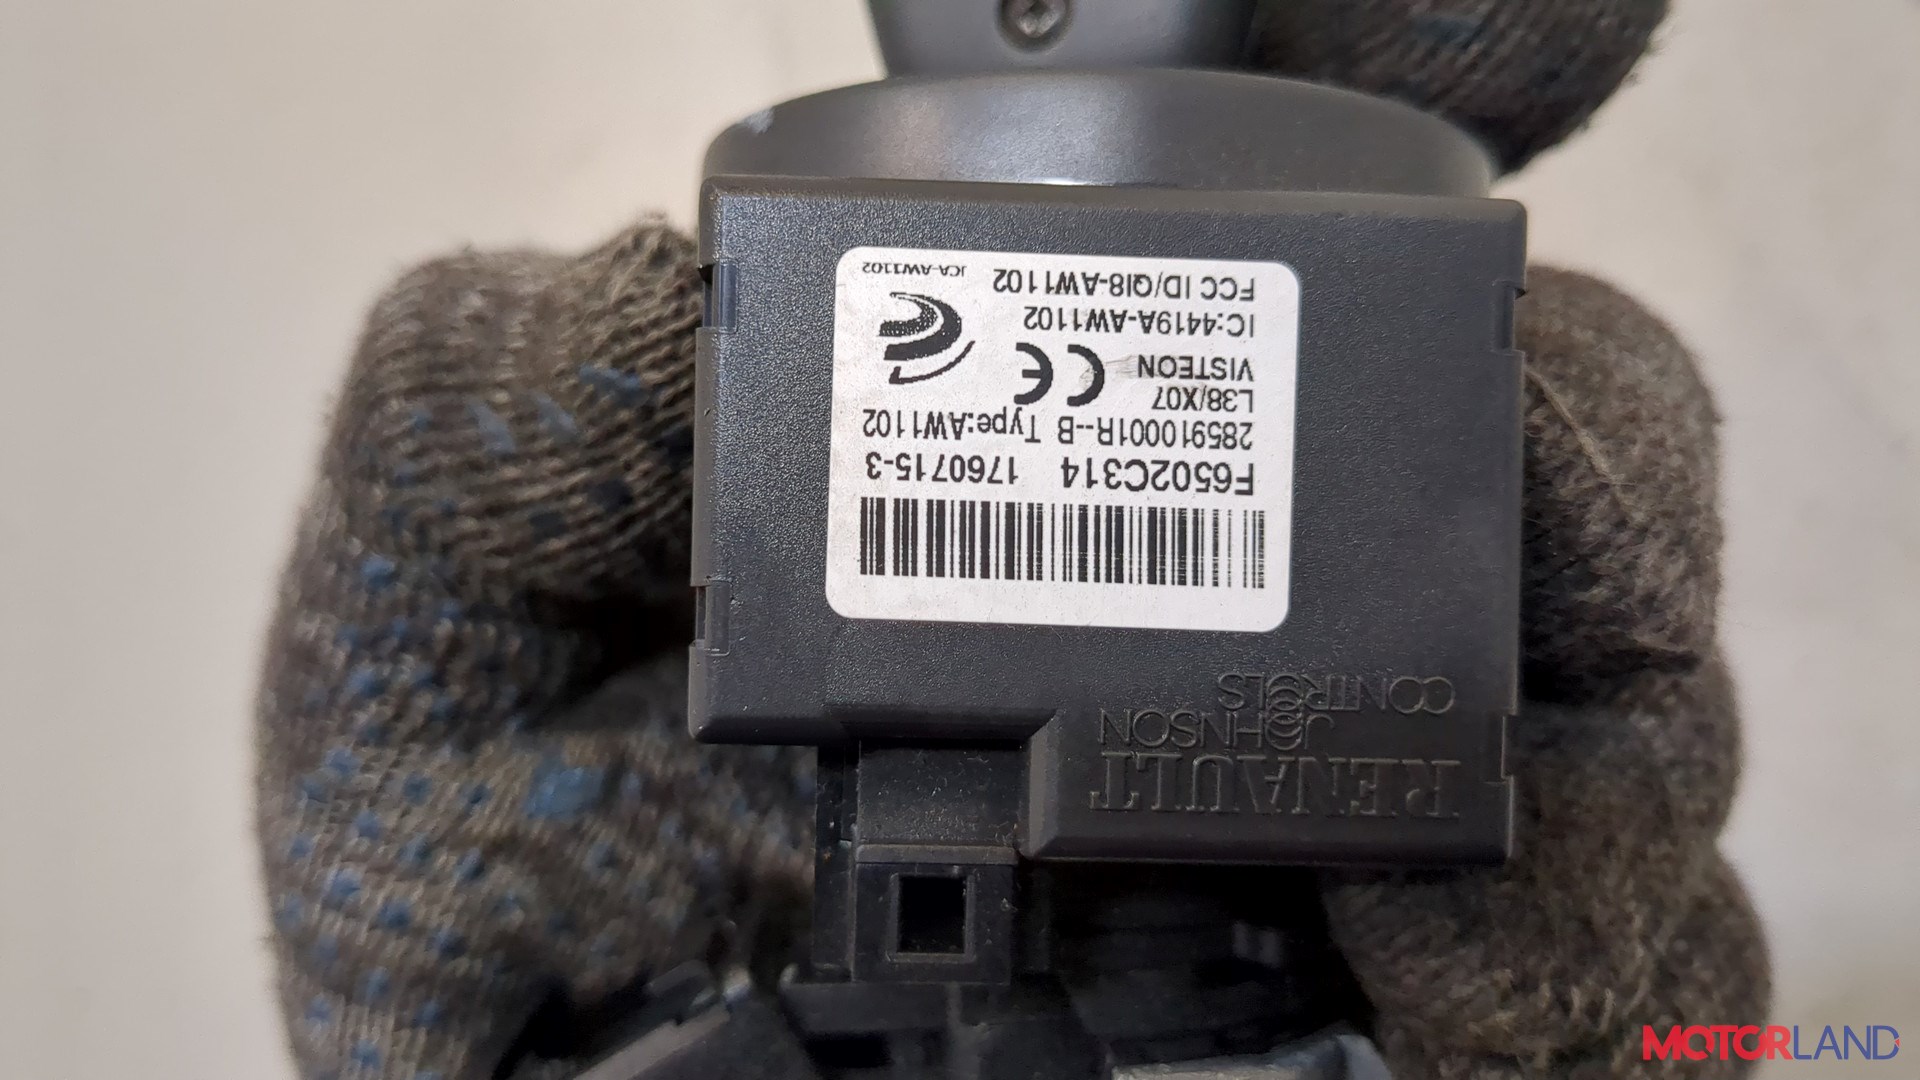 F6502C314 1760715-3
285910001R--B Type:AW1102
L38/X07
VISTEON
CE
IC:4419A-AW1102
FCC ID/QI8-AW1102
JCA-AW1102
RENAULT
JOHNSON
CONTROLS
MOTORLAND